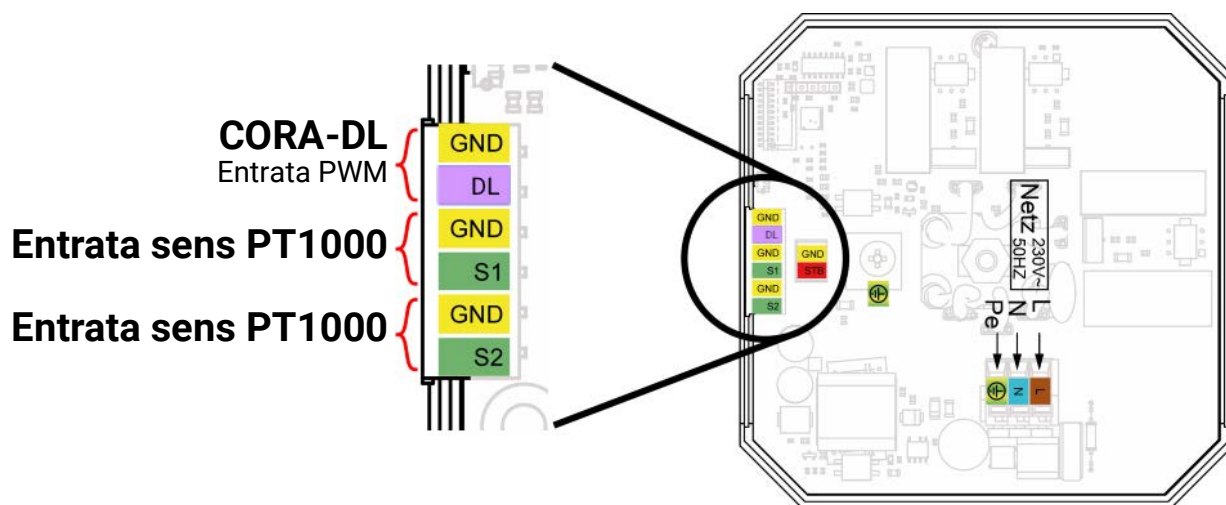 CORA-DL
Entrata PWM
GND
DL
Entrata sens PT1000
GND
S1
Entrata sens PT1000
GND
S2
GND
DL
GND
S1
GND
S2
GND
STB
Netz 230V~
50HZ
L
N
Pe
N
L